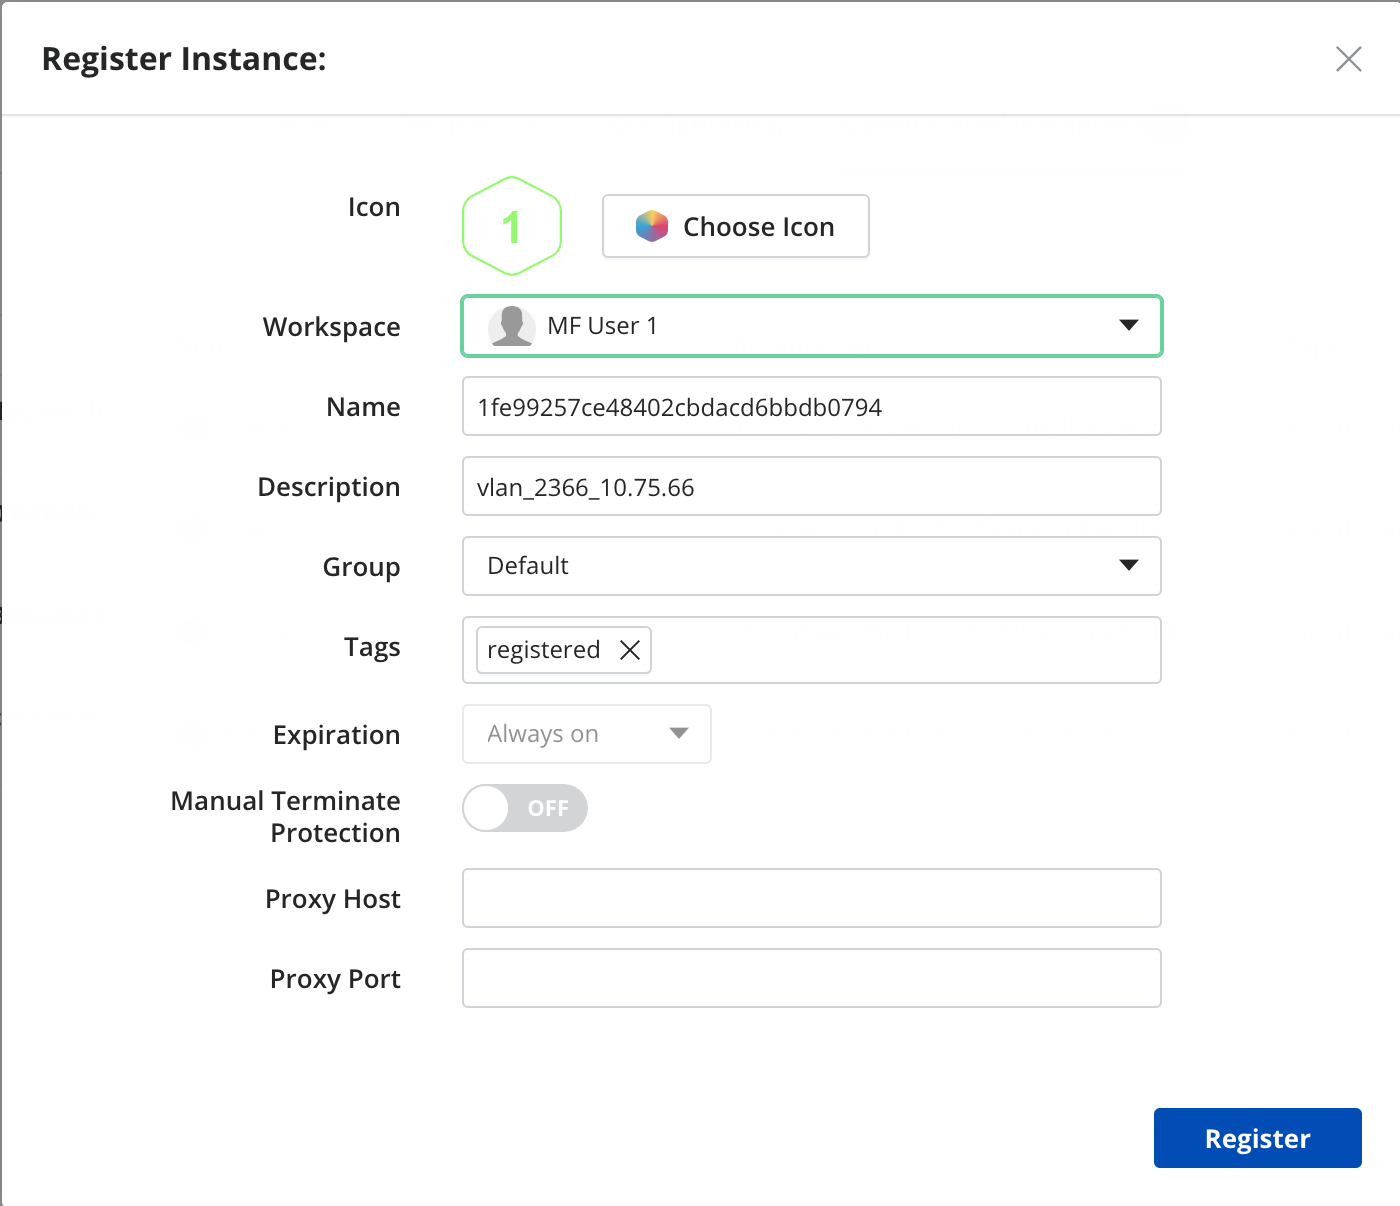 Register Instance:
Icon
1
Choose Icon
Workspace
MF User 1
Name
1fe99257ce48402cbdacd6bbdb0794
Description
vlan_2366_10.75.66
Group
Default
Tags
registered
Expiration
Always on
Manual Terminate
Protection
OFF
Proxy Host
Proxy Port
Register